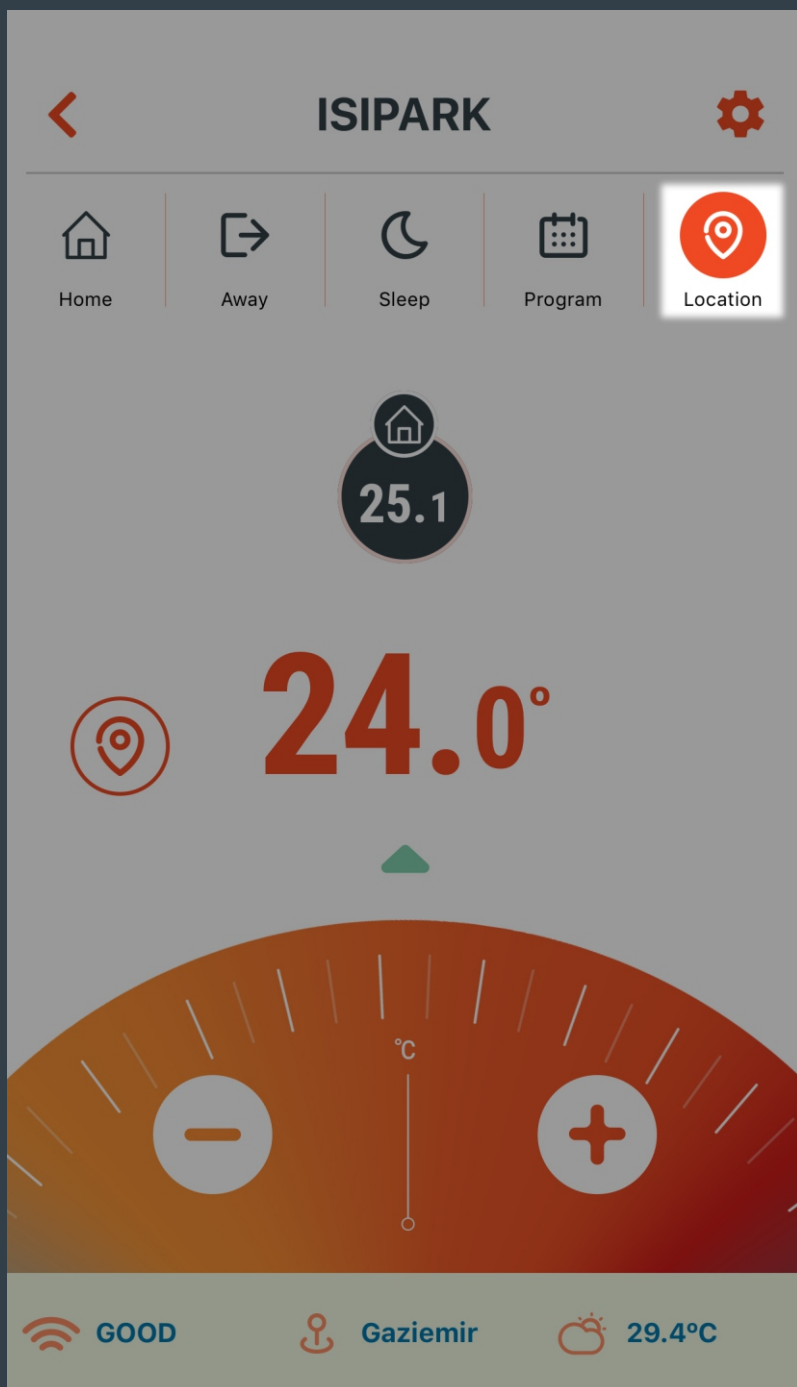 ISIPARK
Home Away Sleep Program Location
25.1
24.0°
°C
GOOD Gaziemir 29.4°C